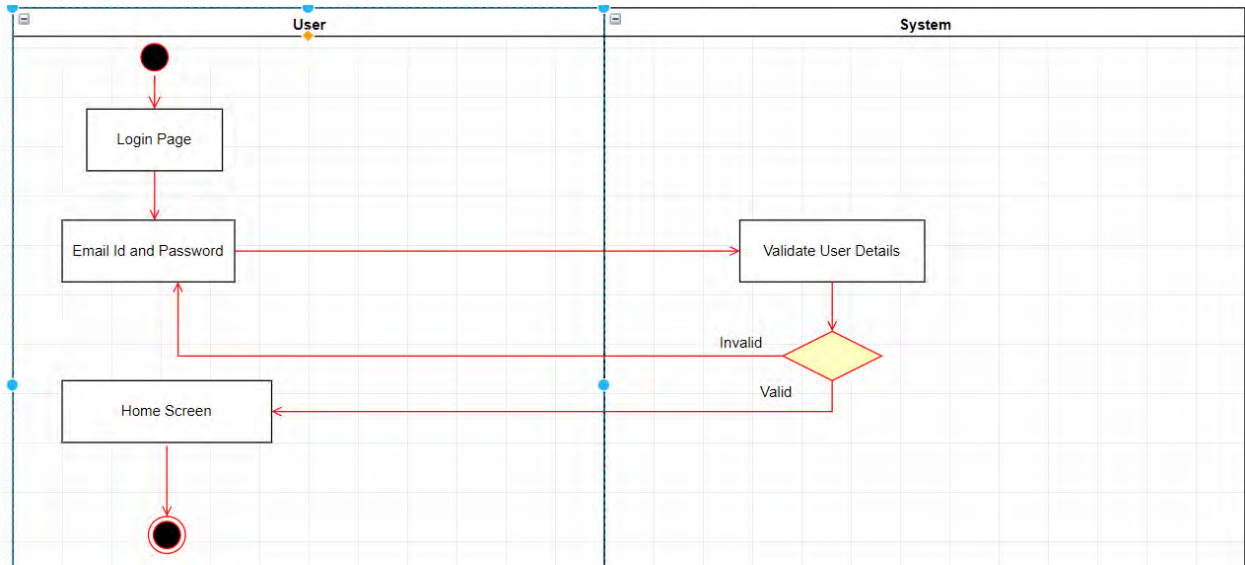 User
System
Login Page
Email Id and Password
Validate User Details
Invalid
Valid
Home Screen